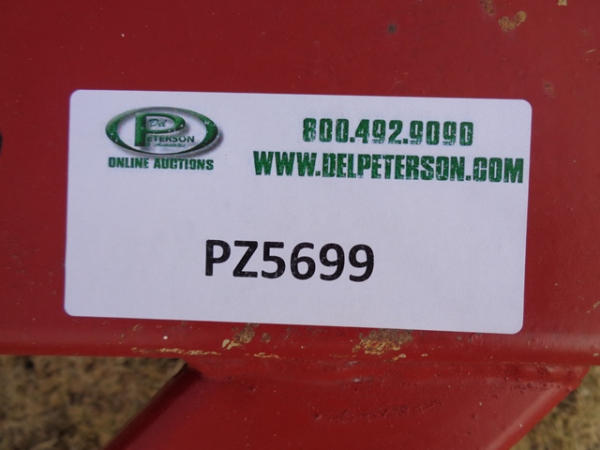 Del
PETERSON
ONLINE AUCTIONS
800.492.9090
WWW.DELPETERSON.COM
PZ5699